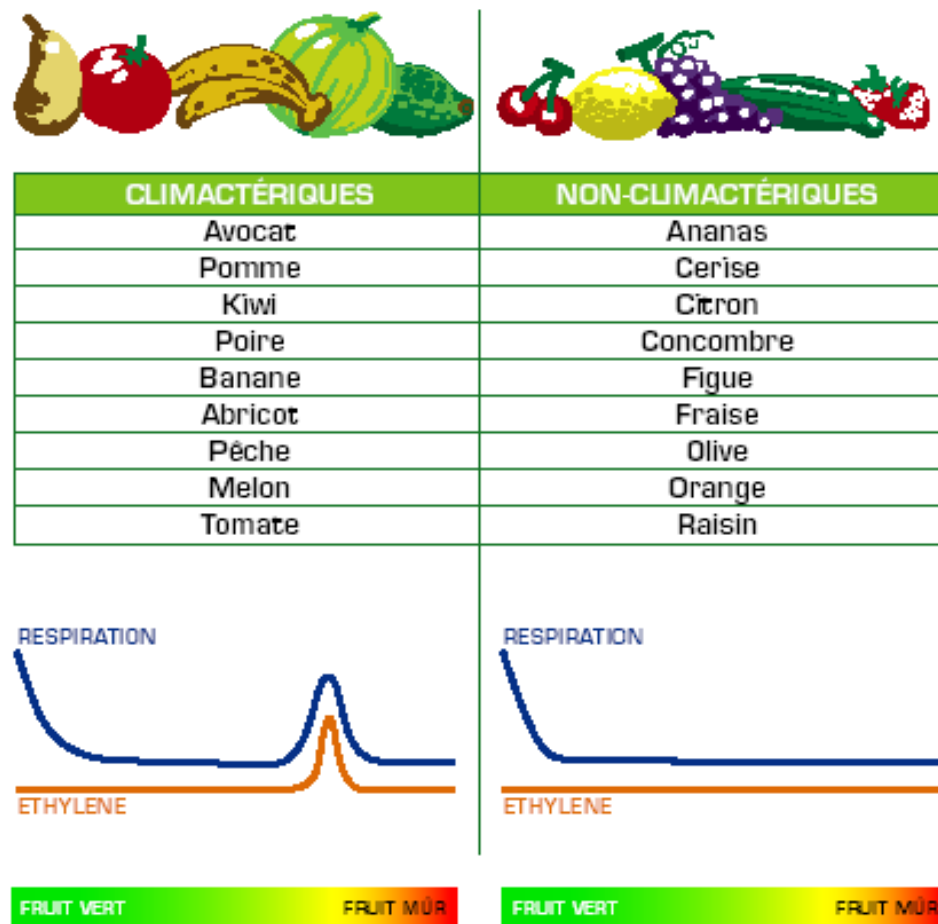 CLIMACTÉRIQUES NON-CLIMACTÉRIQUES
Avocat Ananas
Pomme Cerise
Kiwi Citron
Poire Concombre
Banane Figue
Abricot Fraise
Pêche Olive
Melon Orange
Tomate Raisin
RESPIRATION RESPIRATION
ETHYLENE ETHYLENE
FRUIT VERT FRUIT MÛR FRUIT VERT FRUIT MÛR